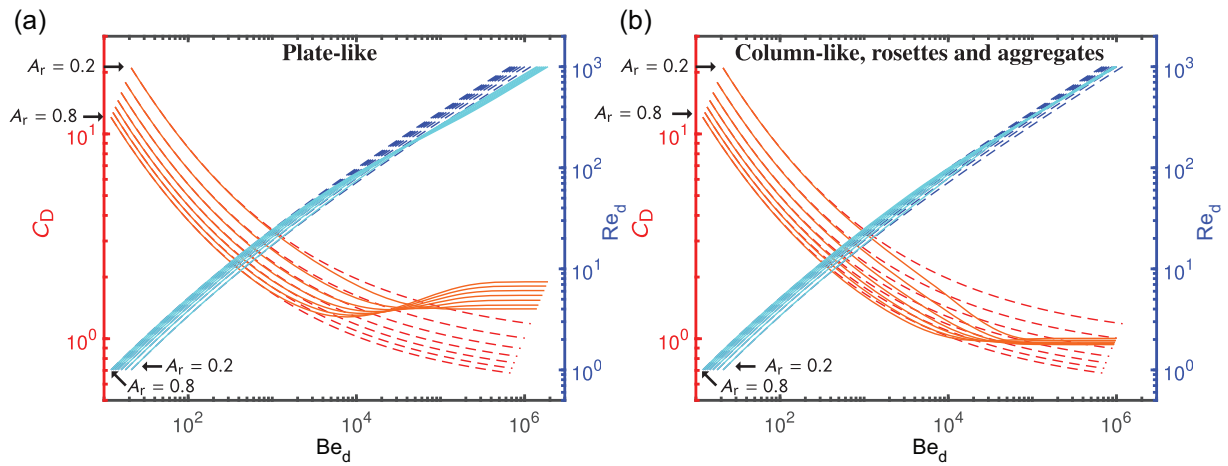 (a)
Plate-like
A_r = 0.2
A_r = 0.8
10^1
10^0
C_D
10^3
10^2
10^1
10^0
Re_d
A_r = 0.2
A_r = 0.8
10^2
10^4
10^6
Be_d
(b)
Column-like, rosettes and aggregates
A_r = 0.2
A_r = 0.8
10^1
10^0
C_D
10^3
10^2
10^1
10^0
Re_d
A_r = 0.2
A_r = 0.8
10^2
10^4
10^6
Be_d